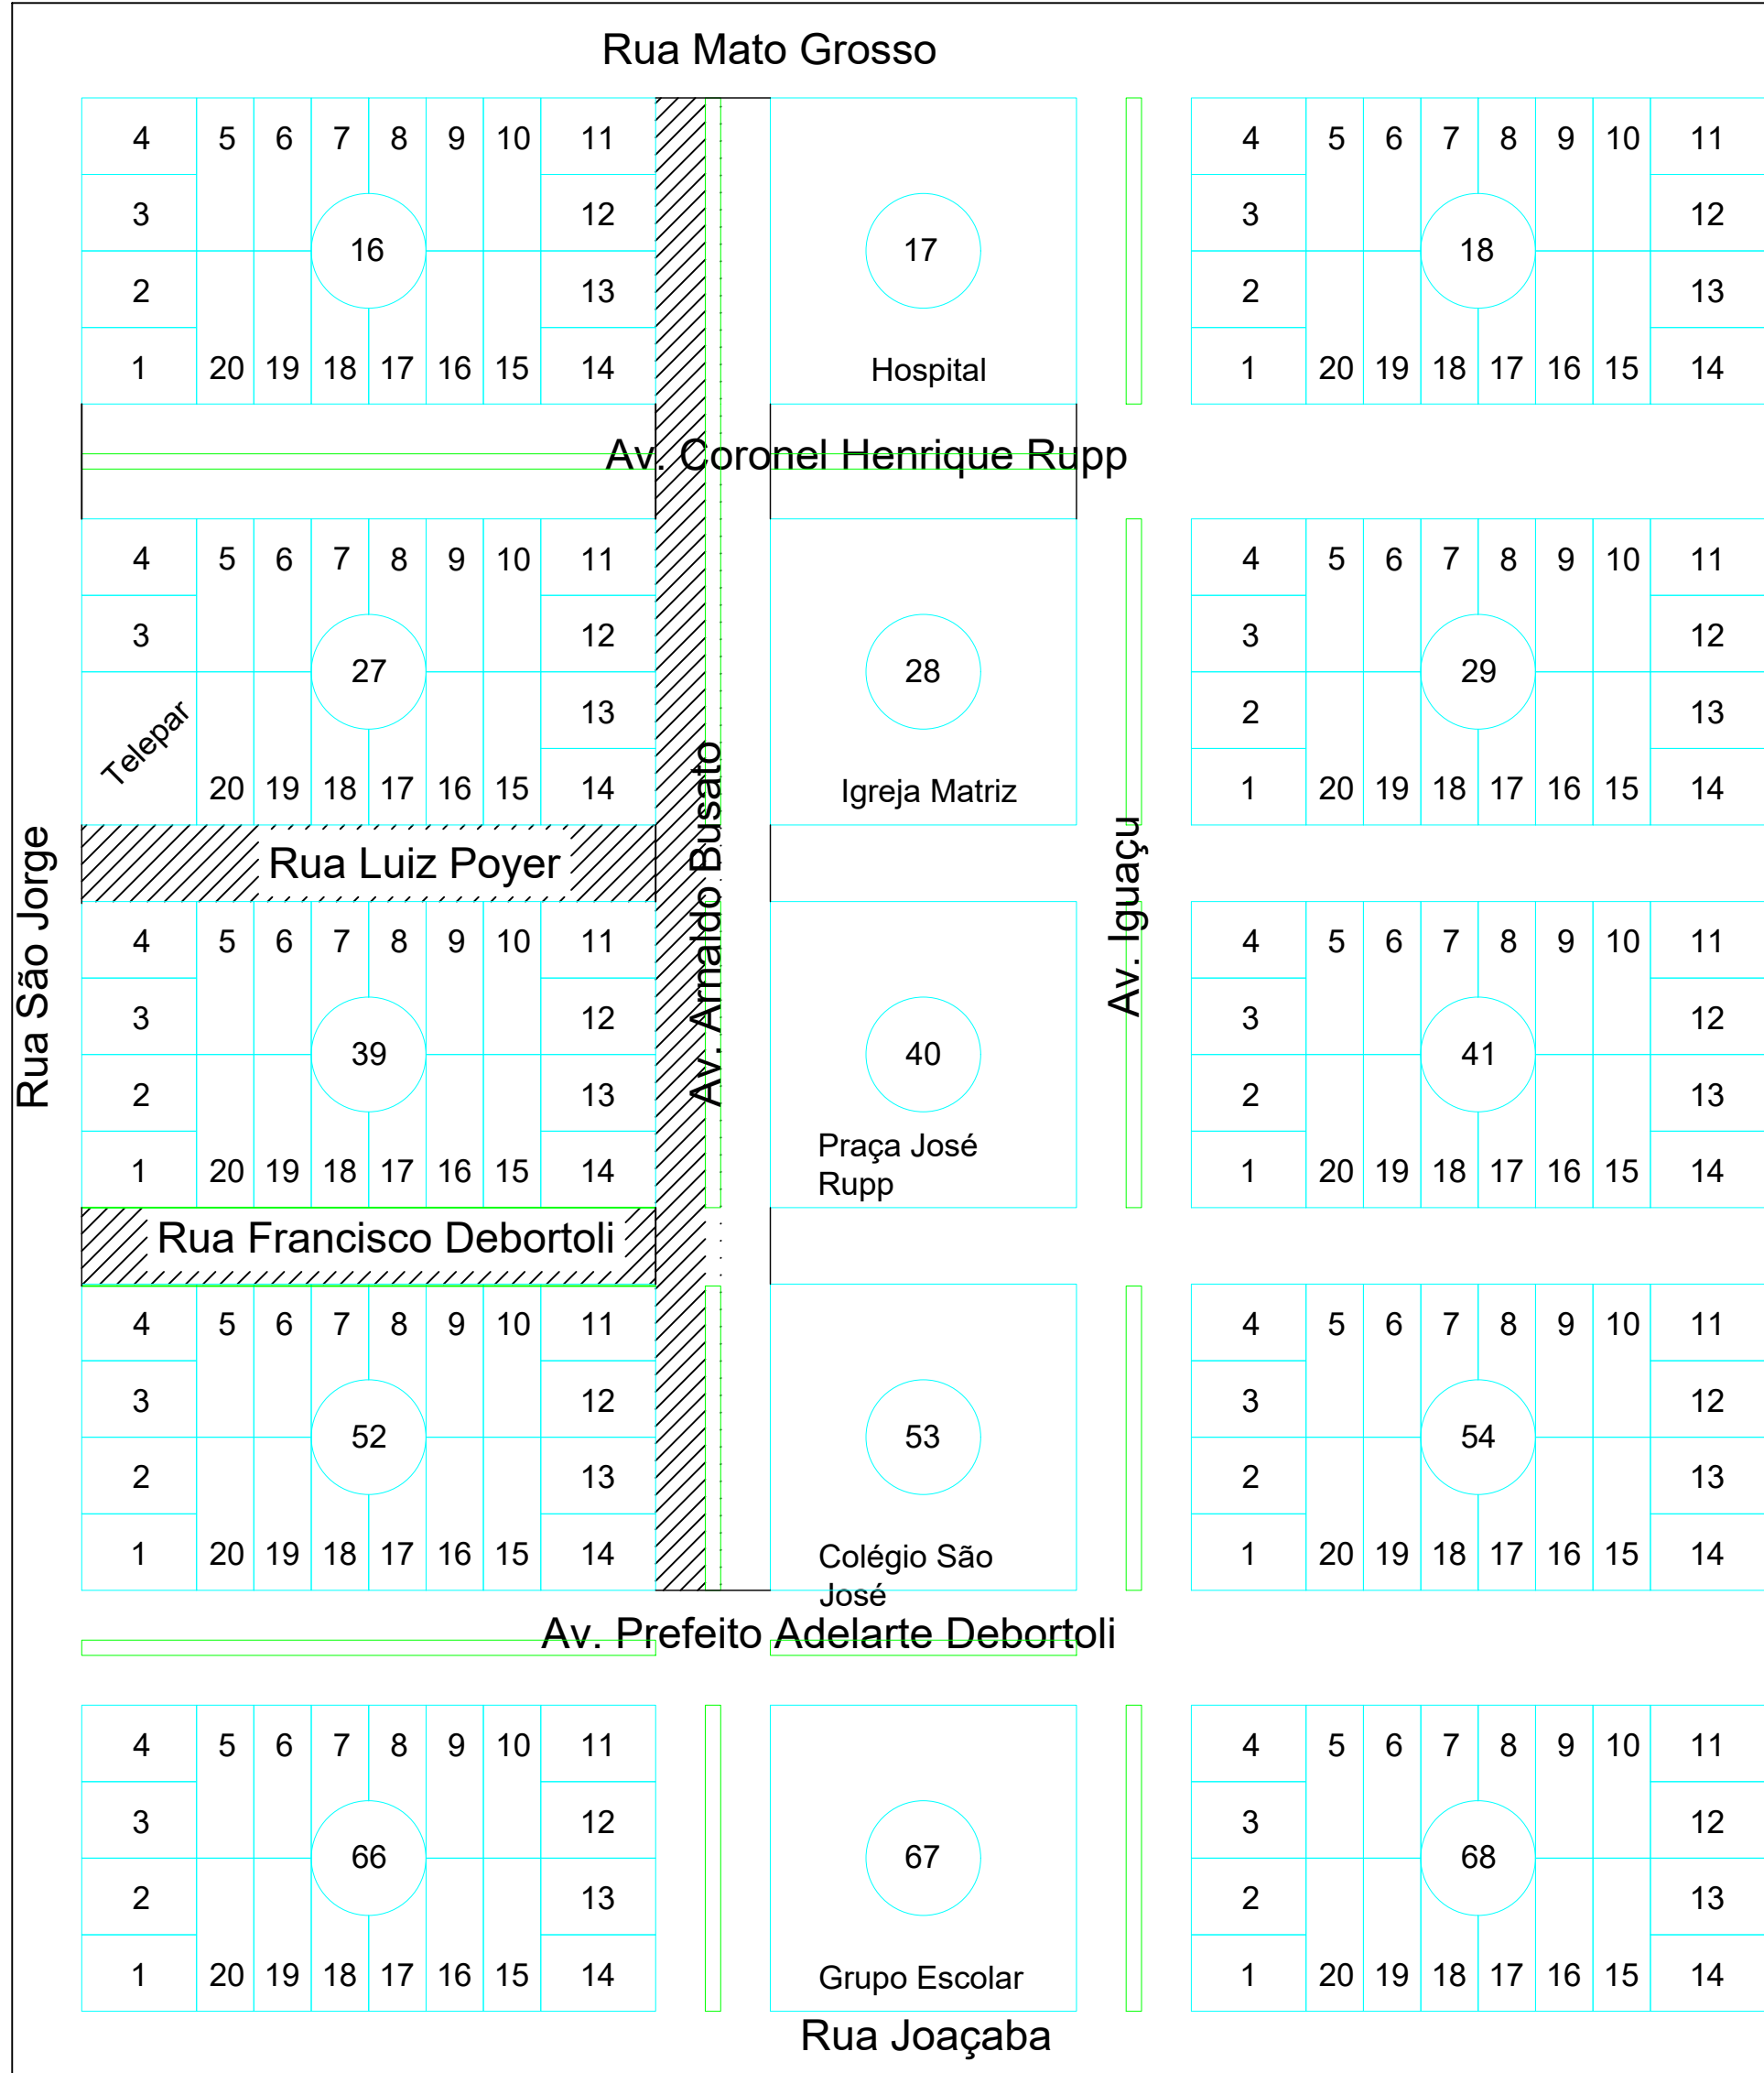 Rua Mato Grosso
4 5 6 7 8 9 10 11 4 5 6 7 8 9 10 11
3 12 3 12
16 17 18
2 13 2 13
1 20 19 18 17 16 15 14 Hospital 1 20 19 18 17 16 15 14
Av. Coronel Henrique Rupp
4 5 6 7 8 9 10 11 4 5 6 7 8 9 10 11
3 12 3 12
27 28 29
Telepar 13 2 13
20 19 18 17 16 15 14 Igreja Matriz 1 20 19 18 17 16 15 14
Rua São Jorge
Rua Luiz Poyer
Av. Arnaldo Busato
Av. Iguaçu
4 5 6 7 8 9 10 11 4 5 6 7 8 9 10 11
3 12 3 12
39 40 41
2 13 2 13
Praça José
Rupp
1 20 19 18 17 16 15 14 1 20 19 18 17 16 15 14
Rua Francisco Debortoli
4 5 6 7 8 9 10 11 4 5 6 7 8 9 10 11
3 12 3 12
52 53 54
2 13 2 13
1 20 19 18 17 16 15 14 1 20 19 18 17 16 15 14
Colégio São
José
Av. Prefeito Adelarte Debortoli
4 5 6 7 8 9 10 11 4 5 6 7 8 9 10 11
3 12 3 12
66 67 68
2 13 2 13
1 20 19 18 17 16 15 14 Grupo Escolar 1 20 19 18 17 16 15 14
Rua Joaçaba